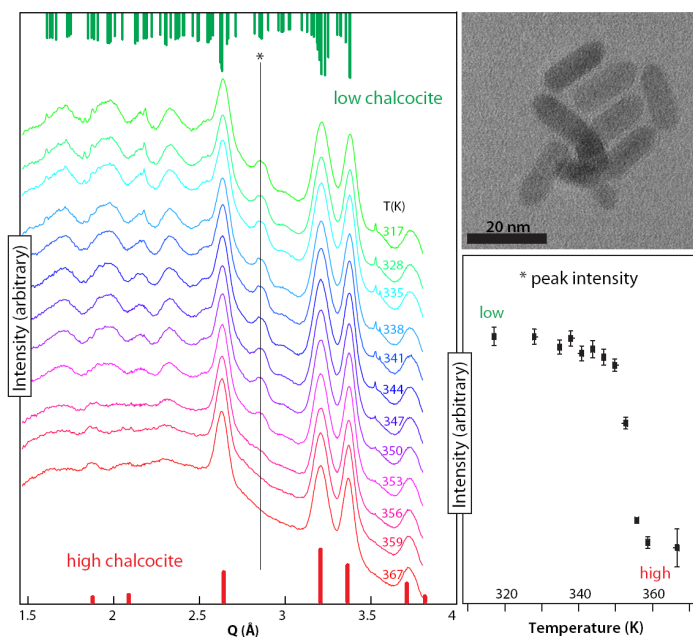 *
low chalcocite
T(K)
317
328
335
338
341
344
347
350
353
356
359
367
Intensity (arbitrary)
high chalcocite
1.5
2
2.5
3
3.5
4
Q (Å)
20 nm
* peak intensity
low
Intensity (arbitrary)
high
320
340
360
Temperature (K)